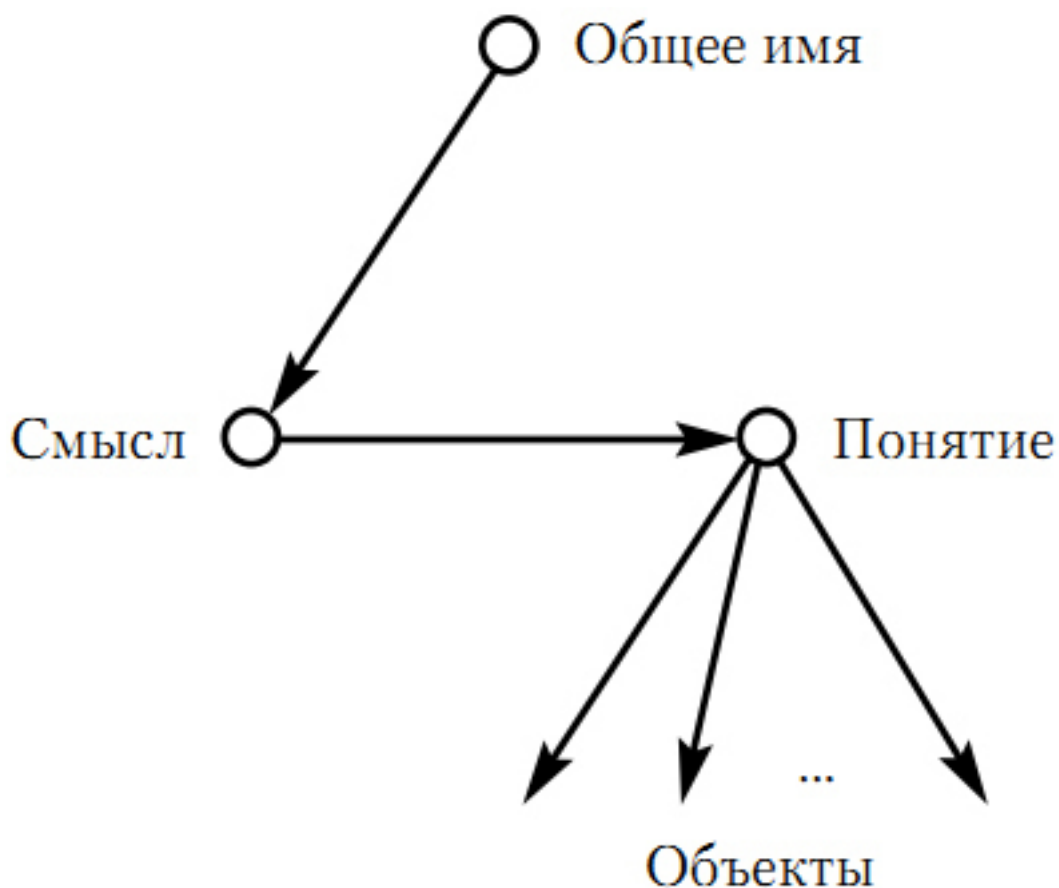 Общее имя
Смысл
Понятие
...
Объекты